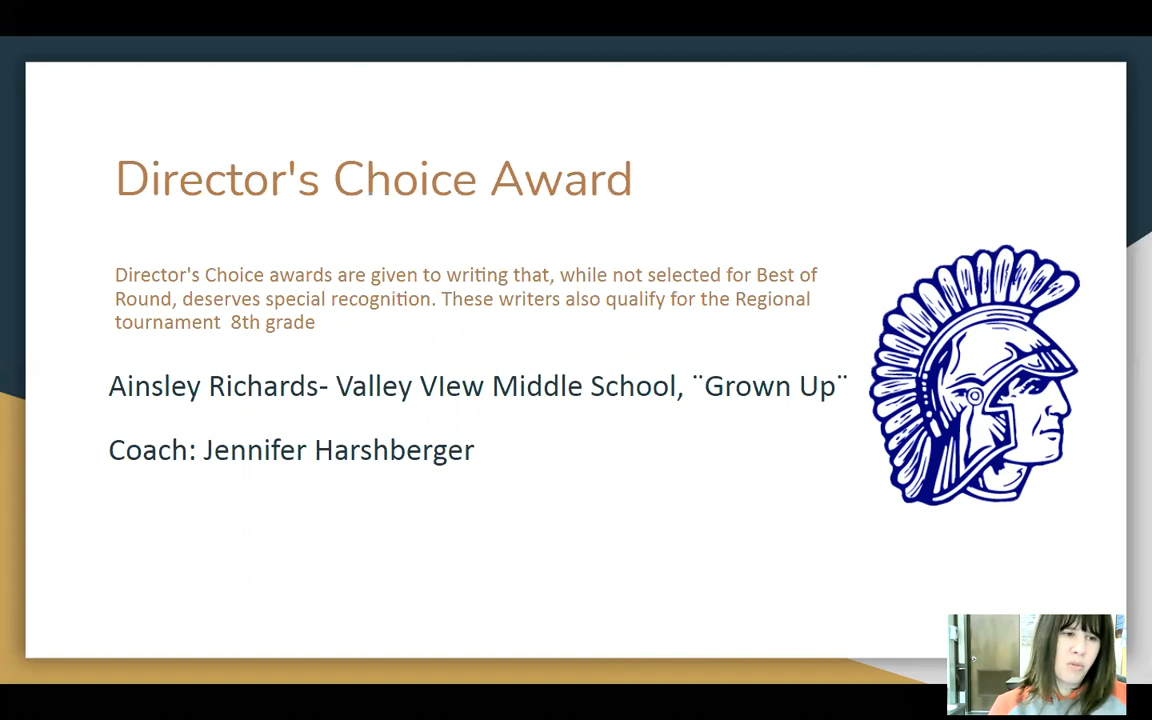 Director's Choice Award
Director's Choice awards are given to writing that, while not selected for Best of
Round, deserves special recognition. These writers also qualify for the Regional
tournament  8th grade
Ainsley Richards- Valley VIew Middle School, ¨Grown Up¨
Coach: Jennifer Harshberger